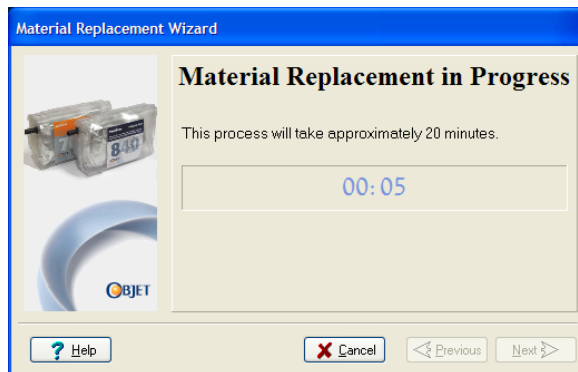 Material Replacement Wizard
Material Replacement in Progress
This process will take approximately 20 minutes.
00:05
840
OBJET
? Help
Cancel
Previous
Next